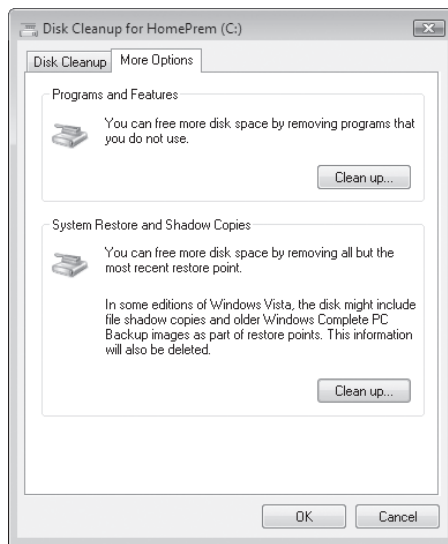 Disk Cleanup for HomePrem (C:)
Disk Cleanup
More Options
Programs and Features
You can free more disk space by removing programs that
you do not use.
Clean up...
System Restore and Shadow Copies
You can free more disk space by removing all but the
most recent restore point.
In some editions of Windows Vista, the disk might include
file shadow copies and older Windows Complete PC
Backup images as part of restore points. This information
will also be deleted.
Clean up...
OK
Cancel